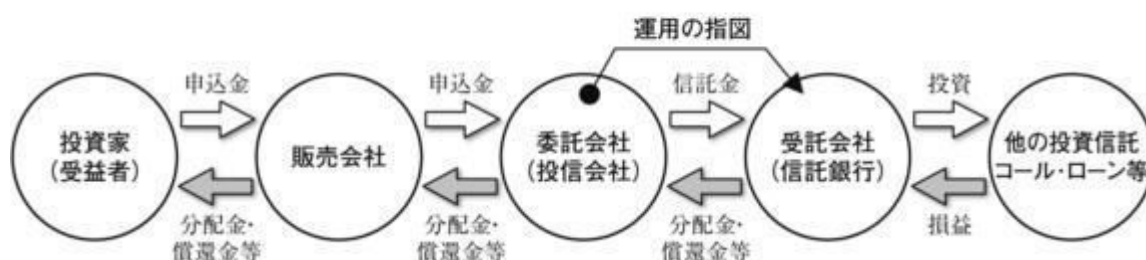 運用の指図
申込金
申込金
信託金
投資
投資家
(受益者)
販売会社
委託会社
(投信会社)
受託会社
(信託銀行)
他の投資信託
コール・ローン等
分配金・
償還金等
分配金・
償還金等
分配金・
償還金等
損益